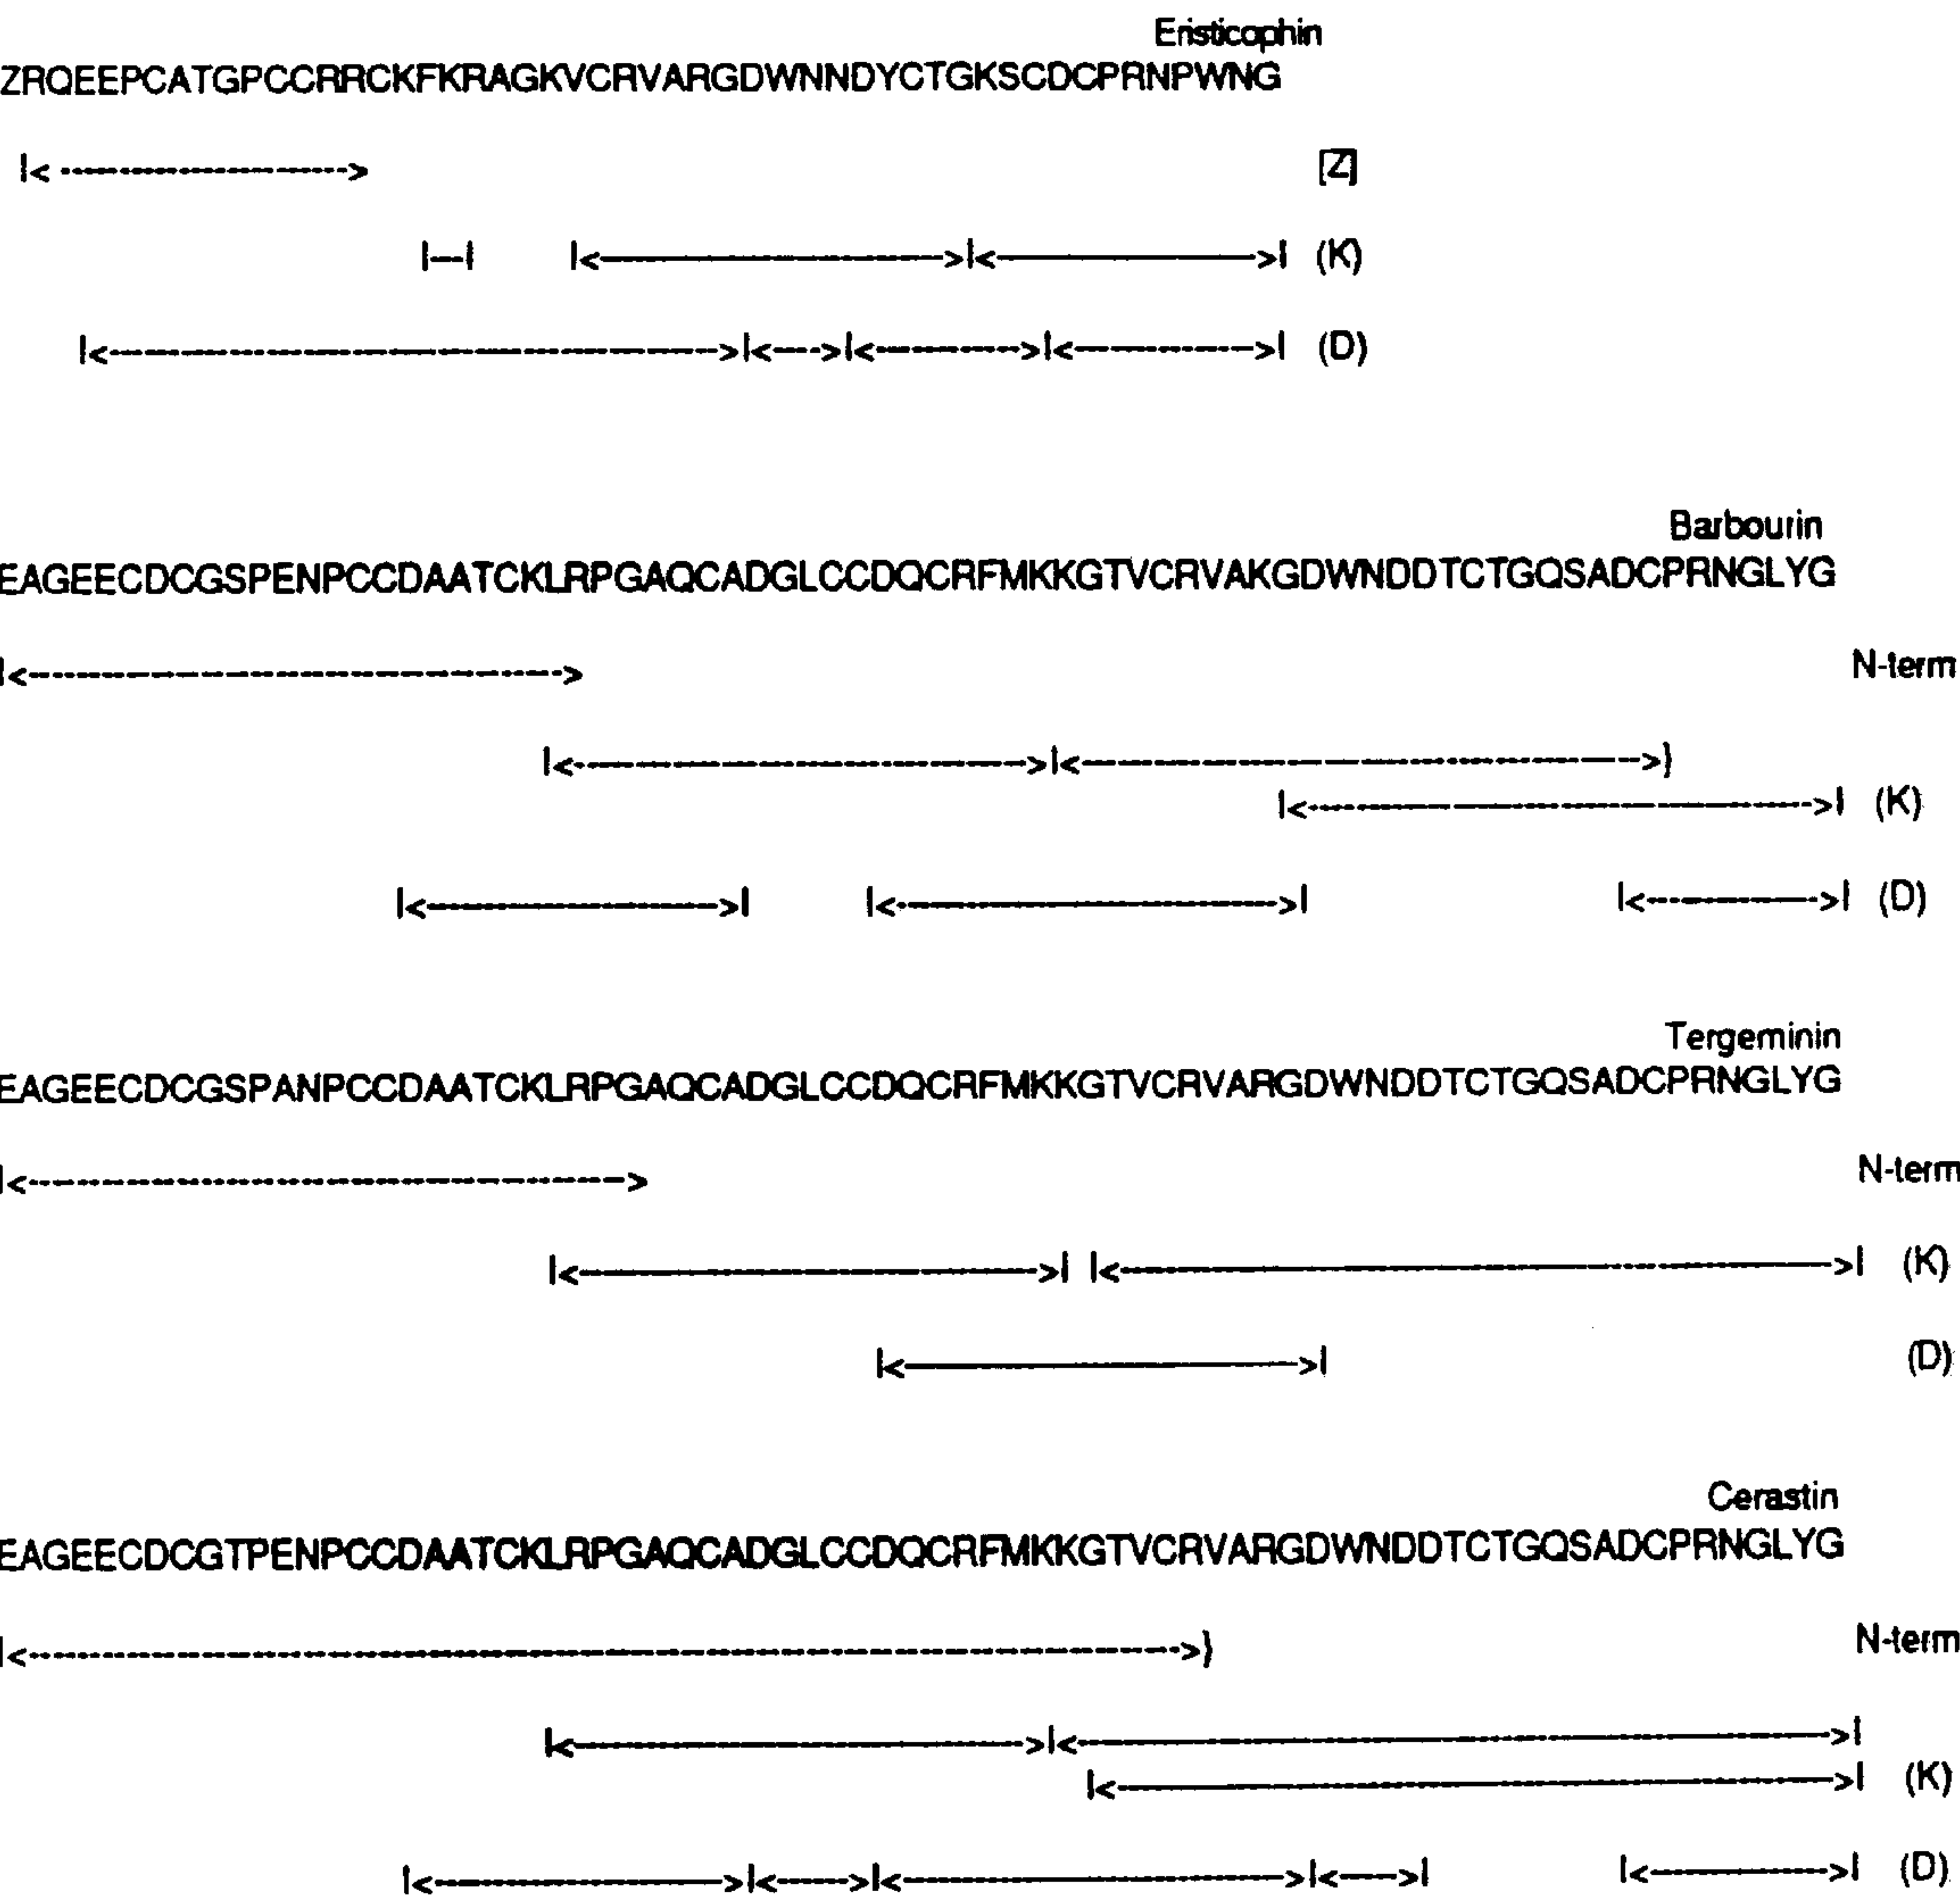 Eristicophin
ZRQEEPCATGPCCRRCKFKRAGKVCRVARGDWNNDYCTGKSCDCPRNPWNG
[Z]
(K)
(D)
Barbourin
EAGEECDCGSPENPCCDAATCKLRPGAQCADGLCCDQCRFMKKGTVCRVAKGDWNDDTCTGQSADCPRNGLYG
N-term
(K)
(D)
Tergeminin
EAGEECDCGSPANPCCDAATCKLRPGAQCADGLCCDQCRFMKKGTVCRVARGDWNDDTCTGQSADCPRNGLYG
N-term
(K)
(D)
Cerastin
EAGEECDCGTPENPCCDAATCKLRPGAQCADGLCCDQCRFMKKGTVCRVARGDWNDDTCTGQSADCPRNGLYG
N-term
(K)
(D)